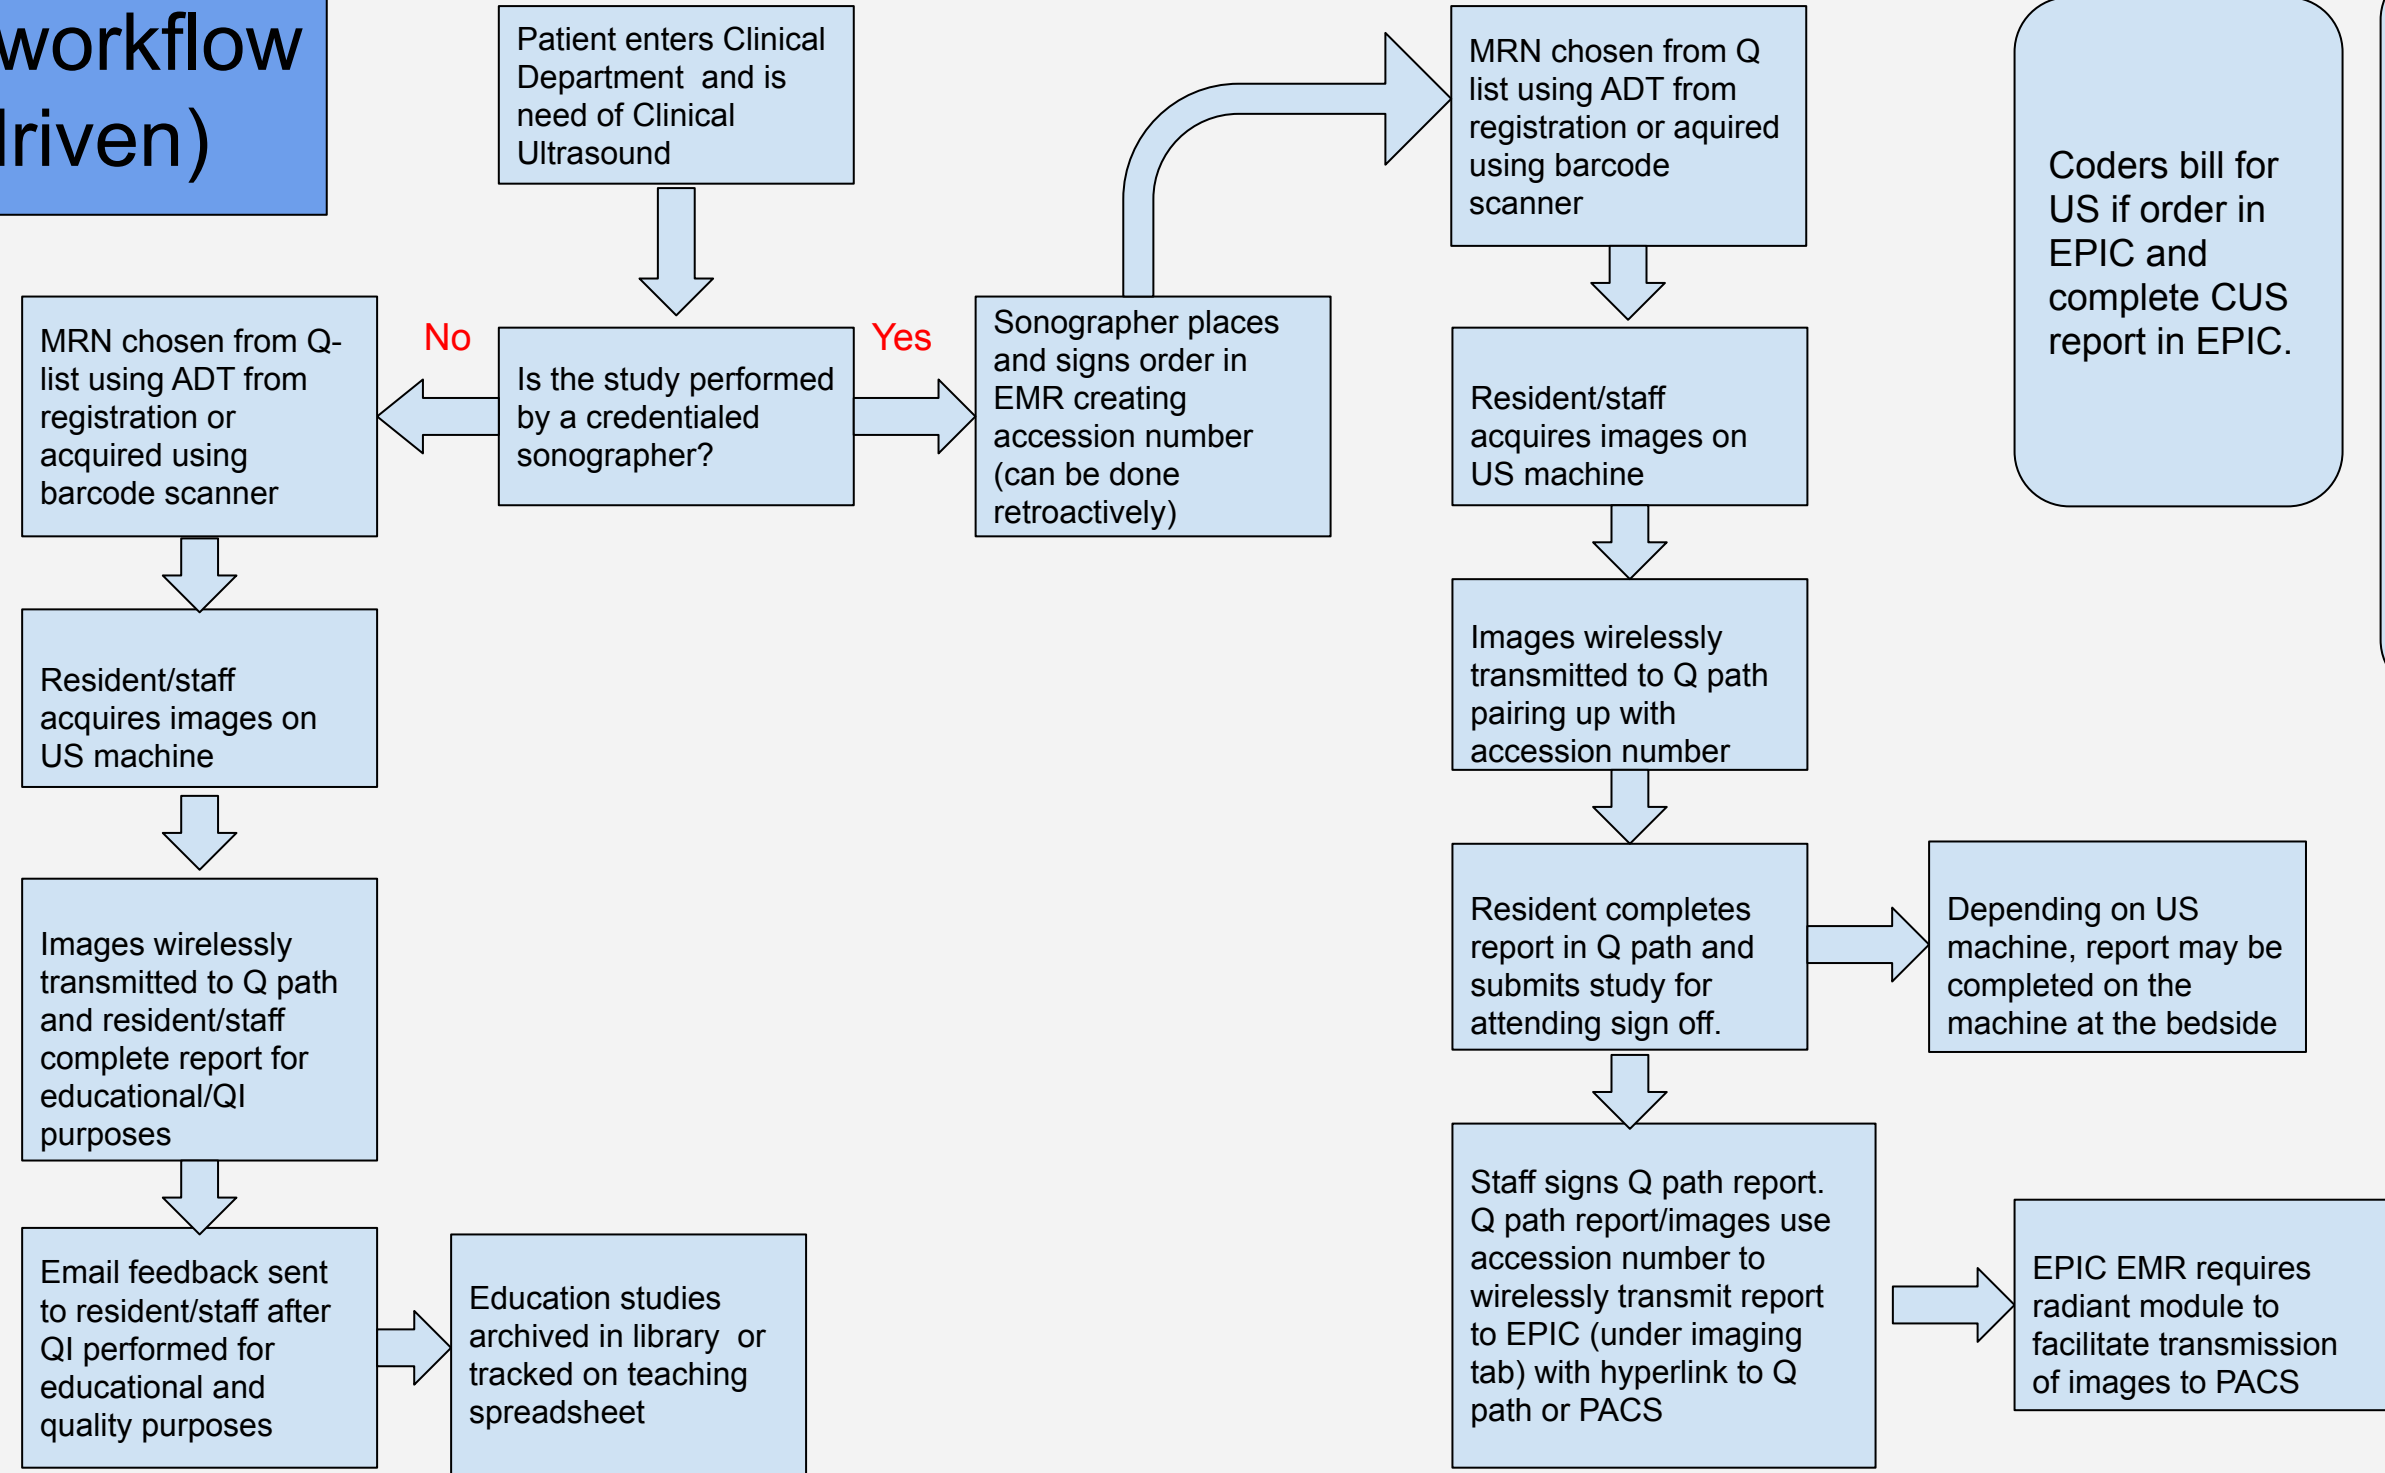 workflow
driven)
Patient enters Clinical
Department and is
need of Clinical
Ultrasound
Is the study performed
by a credentialed
sonographer?
No
MRN chosen from Q-
list using ADT from
registration or
acquired using
barcode scanner
Resident/staff
acquires images on
US machine
Images wirelessly
transmitted to Q path
and resident/staff
complete report for
educational/QI
purposes
Email feedback sent
to resident/staff after
QI performed for
educational and
quality purposes
Education studies
archived in library or
tracked on teaching
spreadsheet
Yes
Sonographer places
and signs order in
EMR creating
accession number
(can be done
retroactively)
MRN chosen from Q
list using ADT from
registration or aquired
using barcode
scanner
Resident/staff
acquires images on
US machine
Images wirelessly
transmitted to Q path
pairing up with
accession number
Resident completes
report in Q path and
submits study for
attending sign off.
Depending on US
machine, report may be
completed on the
machine at the bedside
Staff signs Q path report.
Q path report/images use
accession number to
wirelessly transmit report
to EPIC (under imaging
tab) with hyperlink to Q
path or PACS
EPIC EMR requires
radiant module to
facilitate transmission
of images to PACS
Coders bill for
US if order in
EPIC and
complete CUS
report in EPIC.